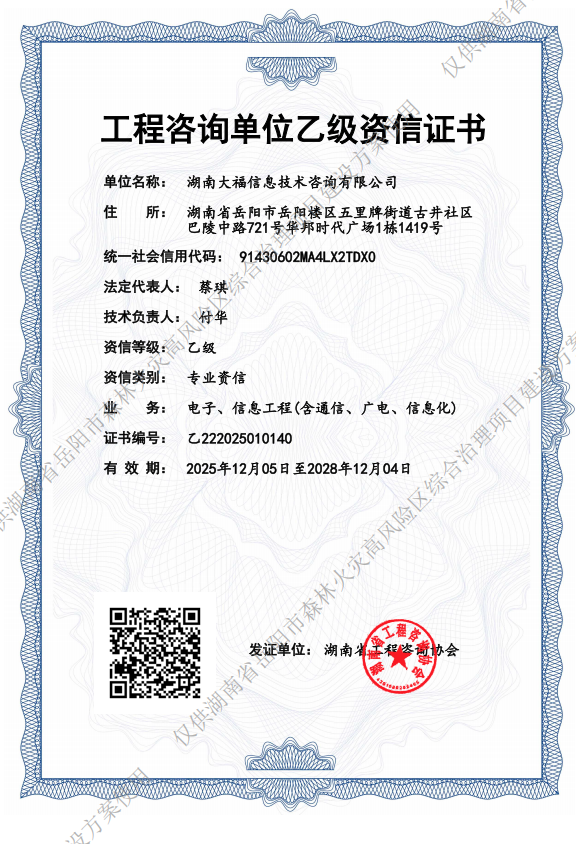 工程咨询单位乙级资信证书
单位名称： 湖南大福信息技术咨询有限公司
住 所： 湖南省岳阳市岳阳楼区五里牌街道古井社区
巴陵中路721号华邦时代广场1栋1419号
统一社会信用代码： 91430602MA4LX2TDX0
法定代表人： 蔡琪
技术负责人： 付华
资信等级： 乙级
资信类别： 专业资信
业 务： 电子、信息工程(含通信、广电、信息化)
证书编号： 乙222025010140
有 效 期： 2025年12月05日至2028年12月04日
发证单位： 湖南省工程咨询协会
湖南省工程咨询协会
仅供湖南省岳阳市森林火灾高风险区综合治理项目建设方案使用